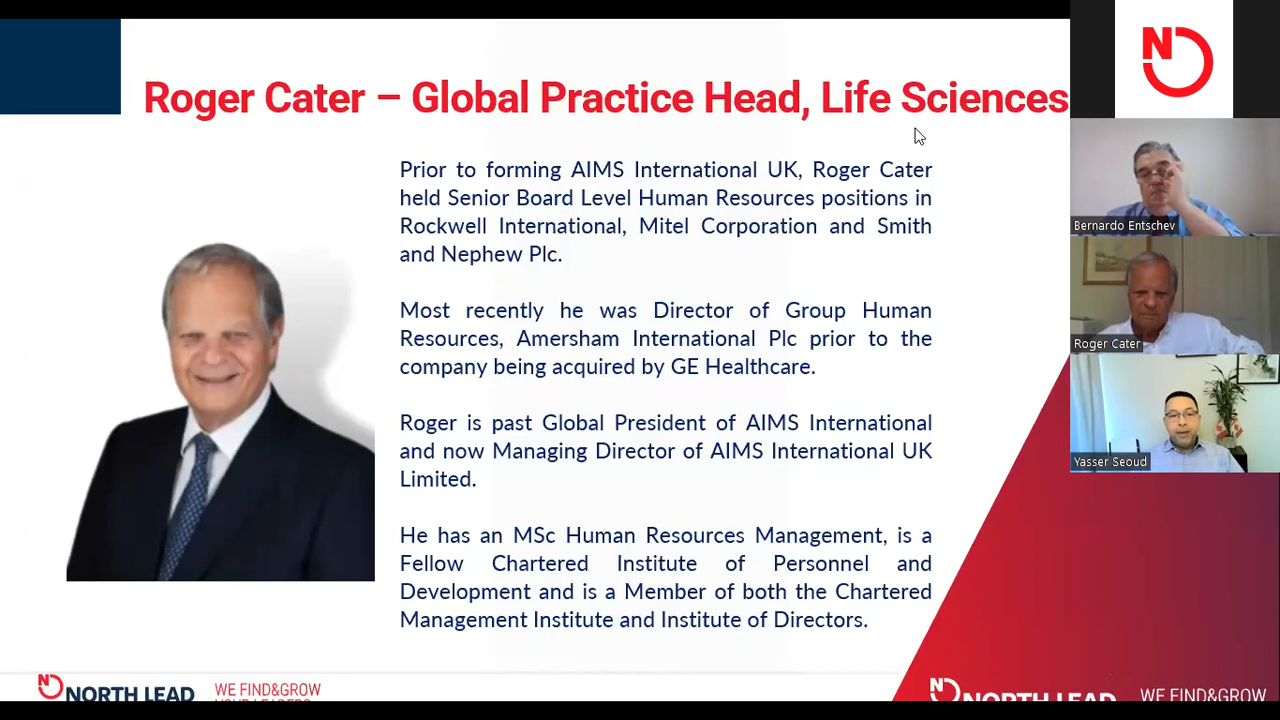 Roger Cater – Global Practice Head, Life Sciences
Prior to forming AIMS International UK, Roger Cater
held Senior Board Level Human Resources positions in
Rockwell International, Mitel Corporation and Smith
and Nephew Plc.
Most recently he was Director of Group Human
Resources, Amersham International Plc prior to the
company being acquired by GE Healthcare.
Roger is past Global President of AIMS International
and now Managing Director of AIMS International UK
Limited.
He has an MSc Human Resources Management, is a
Fellow Chartered Institute of Personnel and
Development and is a Member of both the Chartered
Management Institute and Institute of Directors.
N
Bernardo Entschev
Roger Cater
Yasser Seoud
N
NORTH LEAD
WE FIND&GROW
YOUR LEADERS
N
NORTH LEAD
WE FIND&GROW